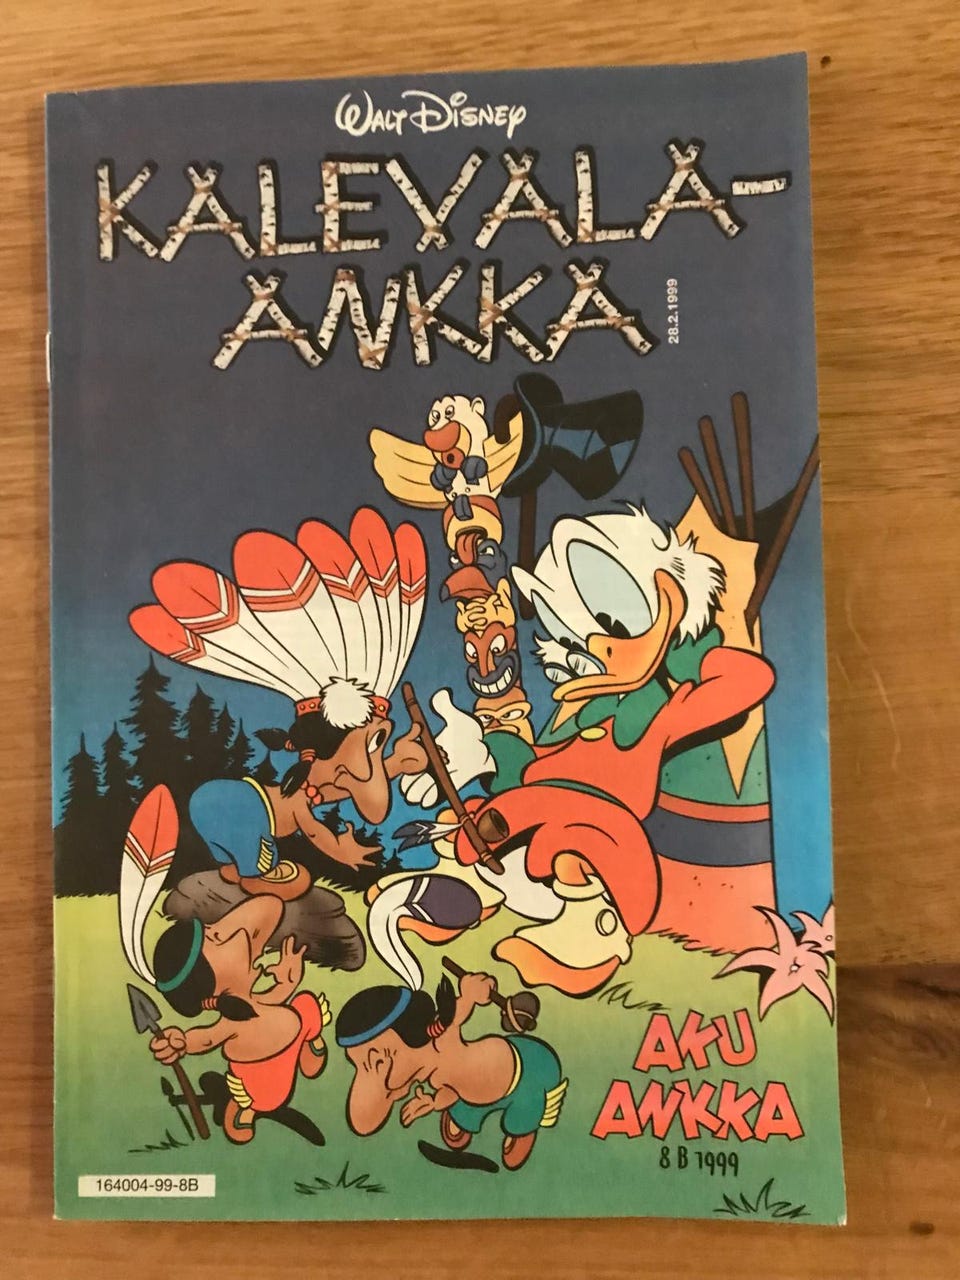 WALT DISNEY
KALEVALA-
ANKKA
28.2.1999
AKU
ANKKA
8 B 1999
164004-99-8B